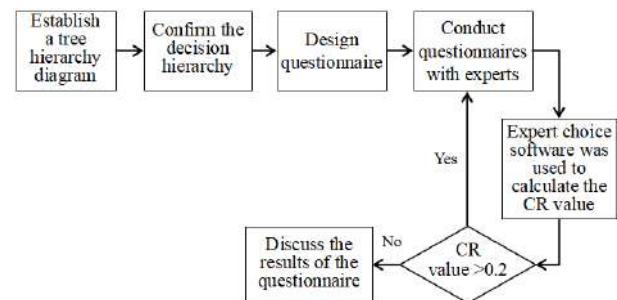 Establish
a tree
hierarchy
diagram
Confirm the
decision
hierarchy
Design
questionnaire
Conduct
questionnaires
with experts
Expert choice
software was
used to
calculate the
CR value
Yes
CR
value >0.2
No
Discuss the
results of the
questionnaire